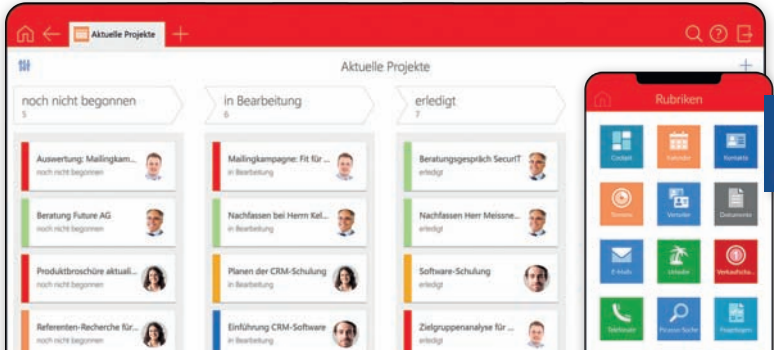 Aktuelle Projekte
Aktuelle Projekte
noch nicht begonnen
5
in Bearbeitung
6
erledigt
7
Auswertung: Mailingkam...
noch nicht begonnen
Mailingkampagne: Fit für ...
in Bearbeitung
Beratungsgespräch SecurIT
erledigt
Beratung Future AG
noch nicht begonnen
Nachfassen bei Herrn Kel...
in Bearbeitung
Nachfassen Herr Meissne...
erledigt
Produktbroschüre aktuali...
noch nicht begonnen
Planen der CRM-Schulung
in Bearbeitung
Software-Schulung
erledigt
Referenten-Recherche für...
noch nicht begonnen
Einführung CRM-Software
in Bearbeitung
Zielgruppenanalyse für ...
erledigt
Rubriken
Cockpit
Kalender
Kontakte
Termine
Verteiler
Dokumente
E-Mails
Urlaube
Verkaufscha...
Telefonate